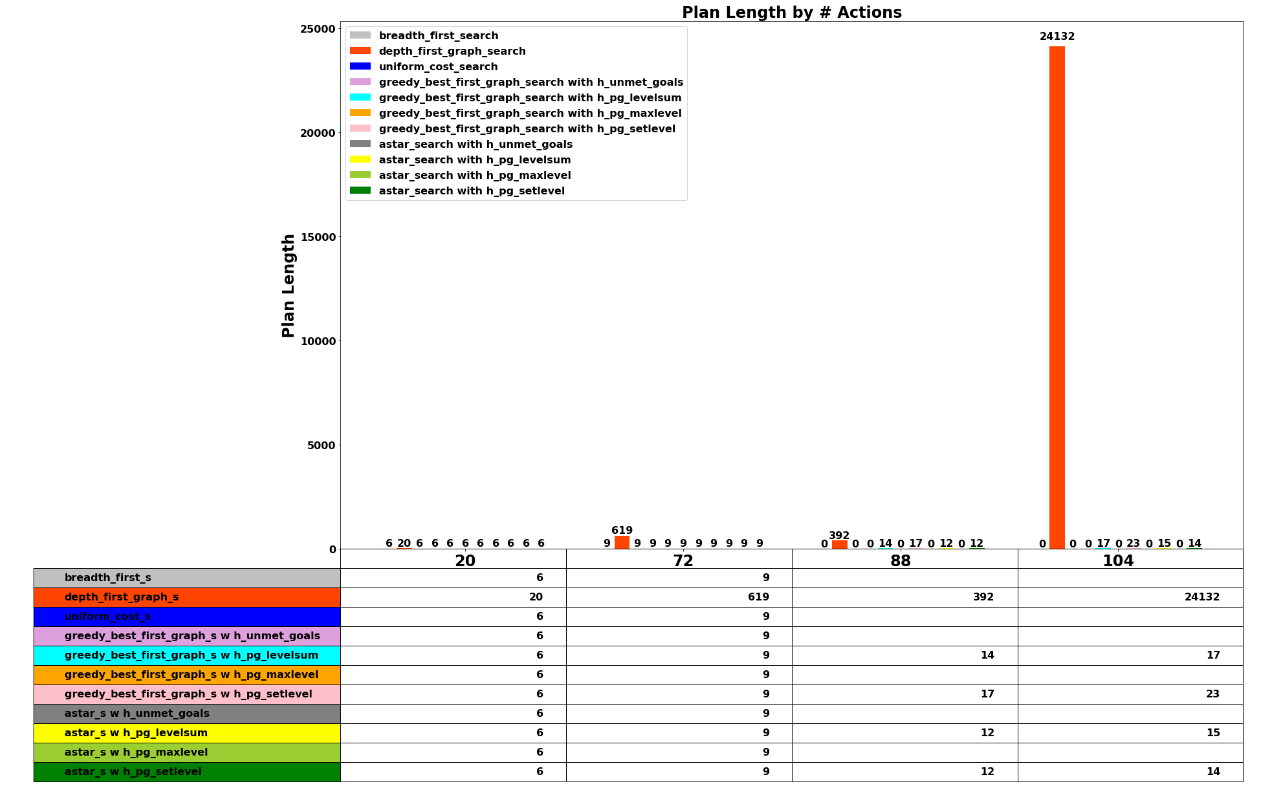 Plan Length by # Actions
25000
20000
15000
10000
5000
0
Plan Length
breadth_first_search
depth_first_graph_search
uniform_cost_search
greedy_best_first_graph_search with h_unmet_goals
greedy_best_first_graph_search with h_pg_levelsum
greedy_best_first_graph_search with h_pg_maxlevel
greedy_best_first_graph_search with h_pg_setlevel
astar_search with h_unmet_goals
astar_search with h_pg_levelsum
astar_search with h_pg_maxlevel
astar_search with h_pg_setlevel
24132
619
392
6 20 6 6 6 6 6 6 6 6 6
9 9 9 9 9 9 9 9 9 9
0 0 0 14 0 17 0 12 0 12
0 0 0 17 0 23 0 15 0 14
20 72 88 104
breadth_first_s 6 9
depth_first_graph_s 20 619 392 24132
uniform_cost_s 6 9
greedy_best_first_graph_s w h_unmet_goals 6 9
greedy_best_first_graph_s w h_pg_levelsum 6 9 14 17
greedy_best_first_graph_s w h_pg_maxlevel 6 9
greedy_best_first_graph_s w h_pg_setlevel 6 9 17 23
astar_s w h_unmet_goals 6 9
astar_s w h_pg_levelsum 6 9 12 15
astar_s w h_pg_maxlevel 6 9
astar_s w h_pg_setlevel 6 9 12 14